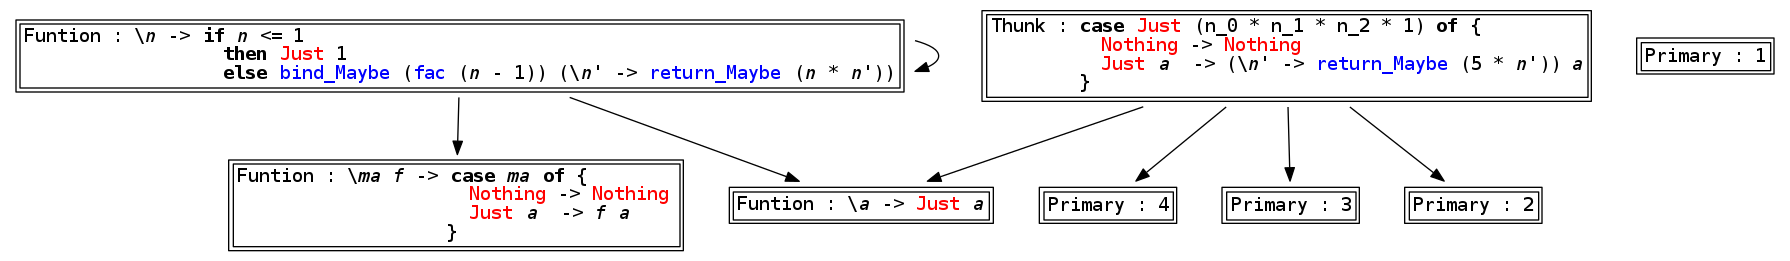 Funtion : \n -> if n <= 1
then Just 1
else bind_Maybe (fac (n - 1)) (\n' -> return_Maybe (n * n'))
Thunk : case Just (n_0 * n_1 * n_2 * 1) of {
Nothing -> Nothing
Just a -> (\n' -> return_Maybe (5 * n')) a
}
Primary : 1
Funtion : \ma f -> case ma of {
Nothing -> Nothing
Just a -> f a
}
Funtion : \a -> Just a
Primary : 4
Primary : 3
Primary : 2